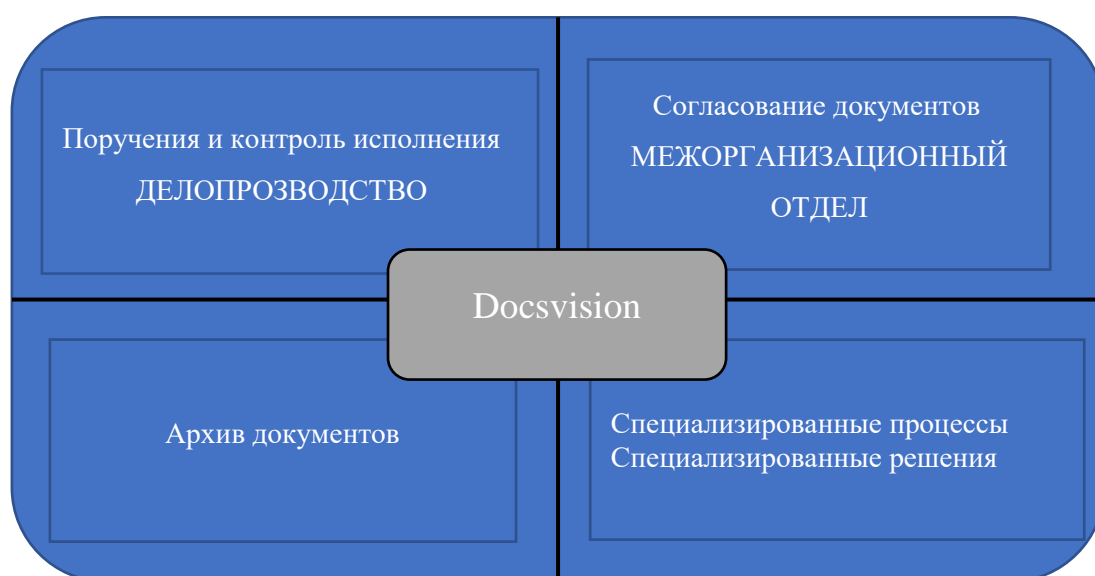 Поручения и контроль исполнения
ДЕЛОПРОЗВОДСТВО
Согласование документов
МЕЖОРГАНИЗАЦИОННЫЙ
ОТДЕЛ
Docsvision
Архив документов
Специализированные процессы
Специализированные решения